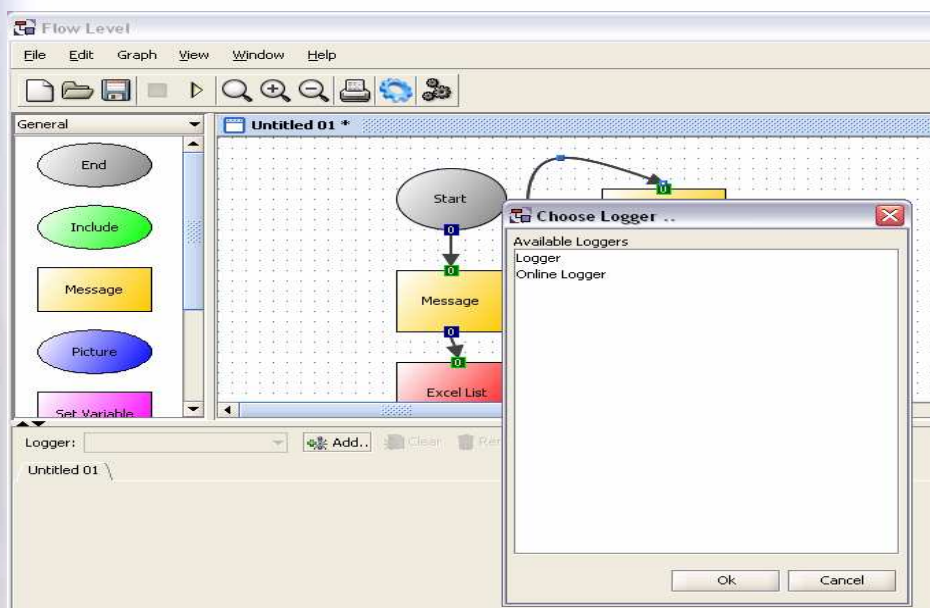 Flow Level
File Edit Graph View Window Help
General
Untitled 01 *
End
Include
Message
Picture
Set Variable
Start
0
0
Message
0
0
Excel List
0
Choose Logger ..
Available Loggers
Logger
Online Logger
Ok Cancel
Logger: Add.. Clear
Untitled 01